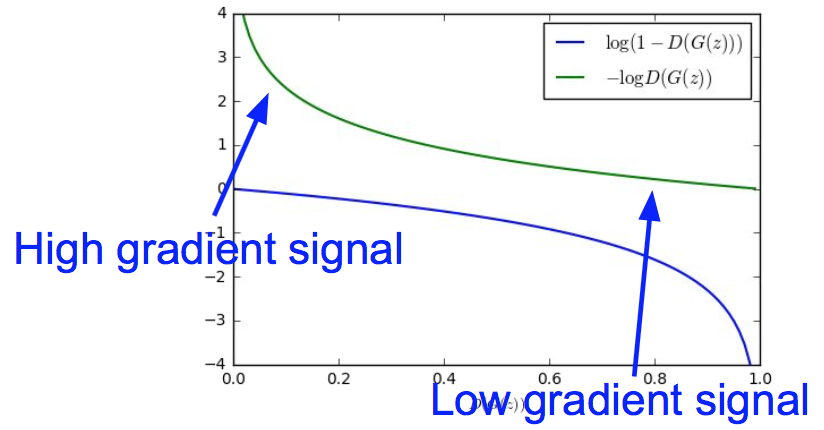 4
3
2
1
0
−1
−2
−3
−4
log(1 − D(G(z)))
−logD(G(z))
High gradient signal
0.0 0.2 0.4 0.6 0.8 1.0
Low gradient signal